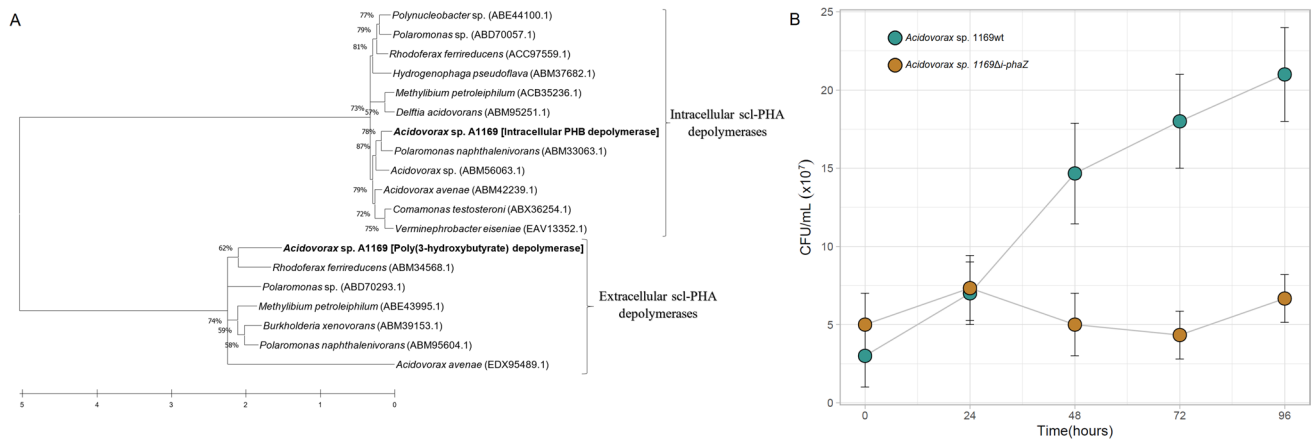 A
77%
Polynucleobacter sp. (ABE44100.1)
79%
Polaromonas sp. (ABD70057.1)
81%
Rhodoferax ferrireducens (ACC97559.1)
Hydrogenophaga pseudoflava (ABM37682.1)
Methylibium petroleiphilum (ACB35236.1)
73%
57%
Delftia acidovorans (ABM95251.1)
78%
Acidovorax sp. A1169 [Intracellular PHB depolymerase]
87%
Polaromonas naphthalenivorans (ABM33063.1)
Acidovorax sp. (ABM56063.1)
79%
Acidovorax avenae (ABM42239.1)
72%
Comamonas testosteroni (ABX36254.1)
75%
Verminephrobacter eiseniae (EAV13352.1)
Intracellular scl-PHA
depolymerases
62%
Acidovorax sp. A1169 [Poly(3-hydroxybutyrate) depolymerase]
Rhodoferax ferrireducens (ABM34568.1)
Polaromonas sp. (ABD70293.1)
Methylibium petroleiphilum (ABE43995.1)
74%
59%
Burkholderia xenovorans (ABM39153.1)
58%
Polaromonas naphthalenivorans (ABM95604.1)
Acidovorax avenae (EDX95489.1)
Extracellular scl-PHA
depolymerases
5 4 3 2 1 0
B
Acidovorax sp. 1169wt
Acidovorax sp. 1169Δi-phaZ
CFU/mL (x10⁷)
25
20
15
10
5
0
0 24 48 72 96
Time(hours)